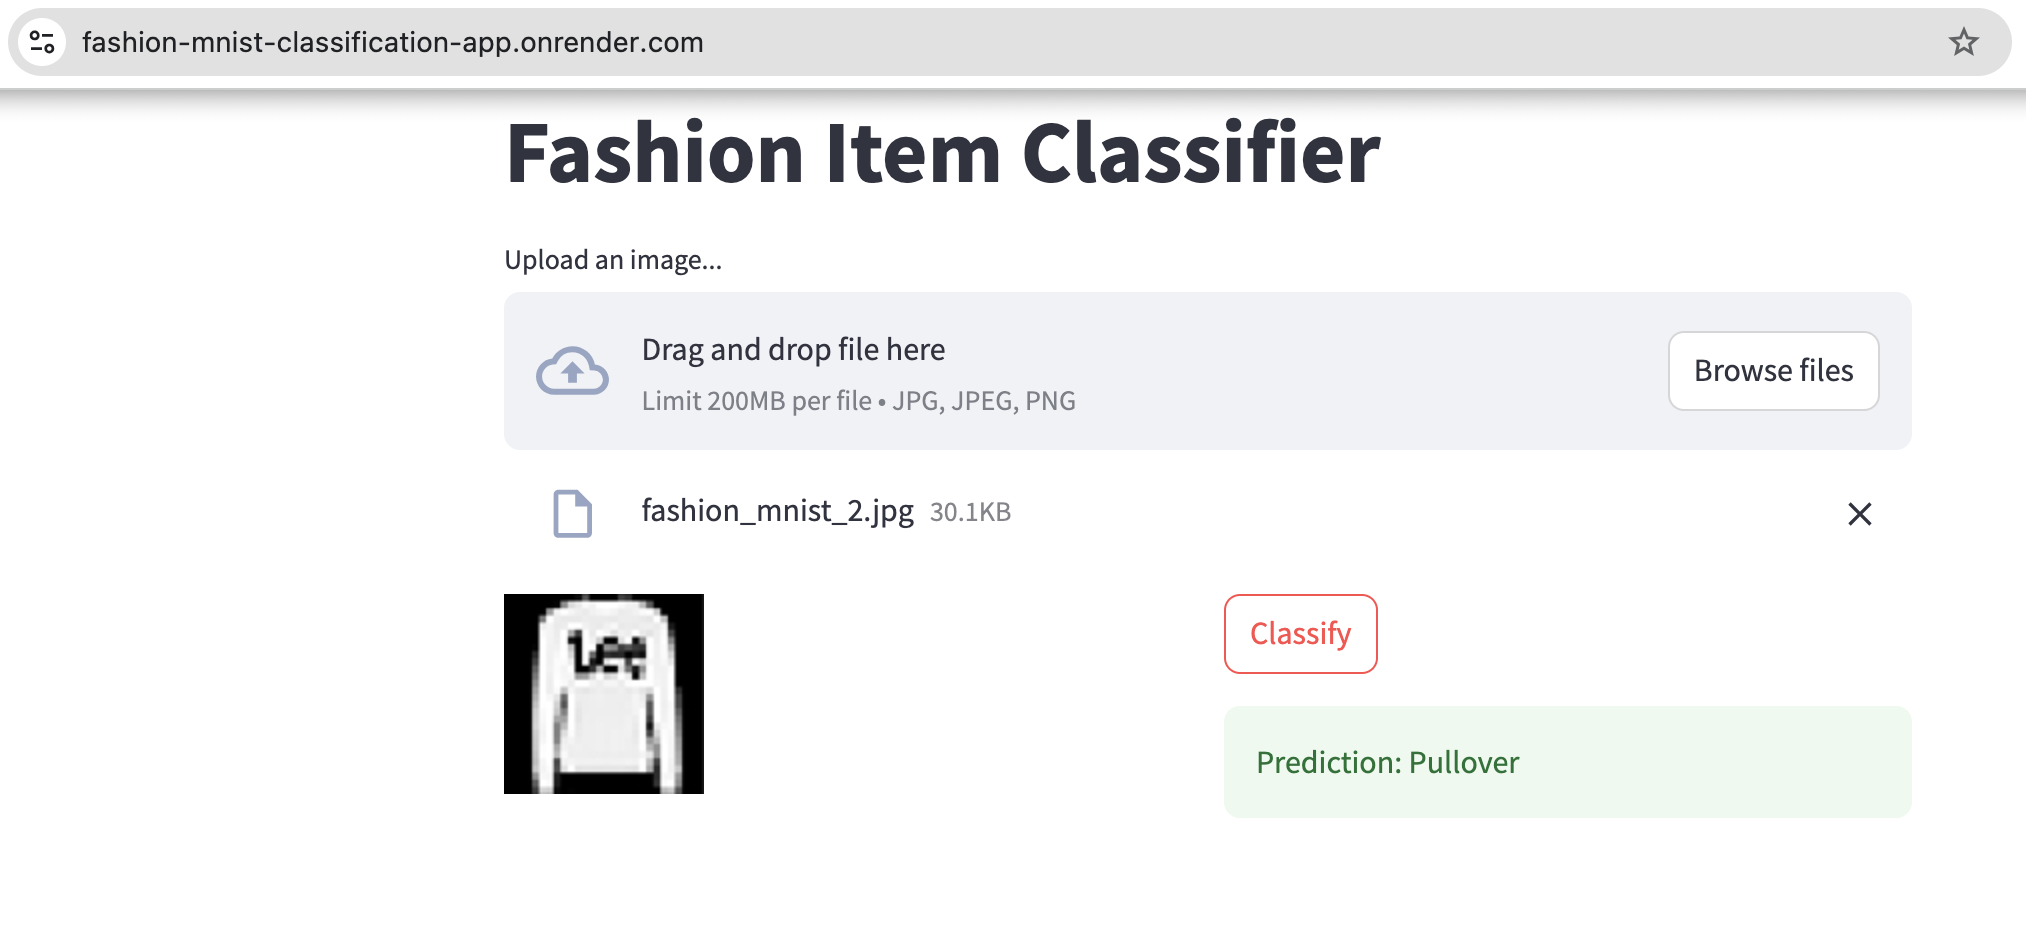 fashion-mnist-classification-app.onrender.com
Fashion Item Classifier
Upload an image...
Drag and drop file here
Limit 200MB per file • JPG, JPEG, PNG
Browse files
fashion_mnist_2.jpg 30.1KB
Lee
Classify
Prediction: Pullover